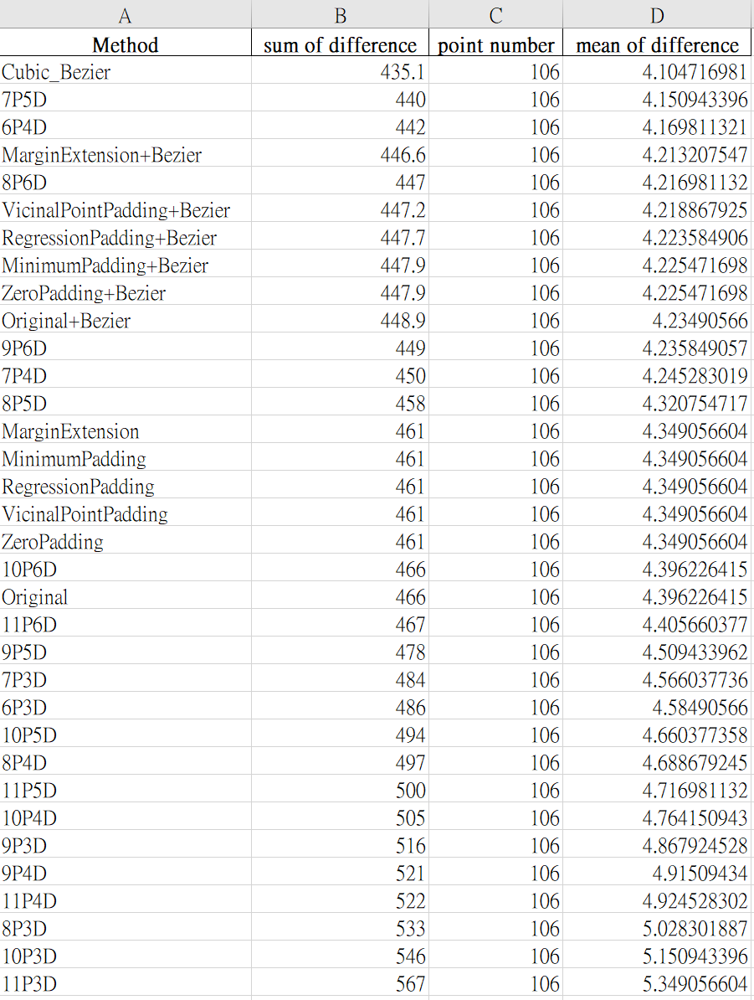 A B C D
Method sum of difference point number mean of difference
Cubic_Bezier 435.1 106 4.104716981
7P5D 440 106 4.150943396
6P4D 442 106 4.169811321
MarginExtension+Bezier 446.6 106 4.213207547
8P6D 447 106 4.216981132
VicinalPointPadding+Bezier 447.2 106 4.218867925
RegressionPadding+Bezier 447.7 106 4.223584906
MinimumPadding+Bezier 447.9 106 4.225471698
ZeroPadding+Bezier 447.9 106 4.225471698
Original+Bezier 448.9 106 4.23490566
9P6D 449 106 4.235849057
7P4D 450 106 4.245283019
8P5D 458 106 4.320754717
MarginExtension 461 106 4.349056604
MinimumPadding 461 106 4.349056604
RegressionPadding 461 106 4.349056604
VicinalPointPadding 461 106 4.349056604
ZeroPadding 461 106 4.349056604
10P6D 466 106 4.396226415
Original 466 106 4.396226415
11P6D 467 106 4.405660377
9P5D 478 106 4.509433962
7P3D 484 106 4.566037736
6P3D 486 106 4.58490566
10P5D 494 106 4.660377358
8P4D 497 106 4.688679245
11P5D 500 106 4.716981132
10P4D 505 106 4.764150943
9P3D 516 106 4.867924528
9P4D 521 106 4.91509434
11P4D 522 106 4.924528302
8P3D 533 106 5.028301887
10P3D 546 106 5.150943396
11P3D 567 106 5.349056604